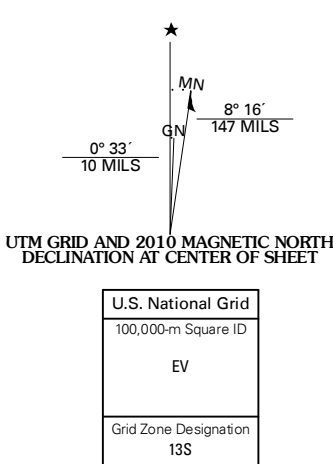 ★
MN
8° 16´
147 MILS
GN
0° 33´
10 MILS
UTM GRID AND 2010 MAGNETIC NORTH
DECLINATION AT CENTER OF SHEET
U.S. National Grid
100,000-m Square ID
EV
Grid Zone Designation
13S